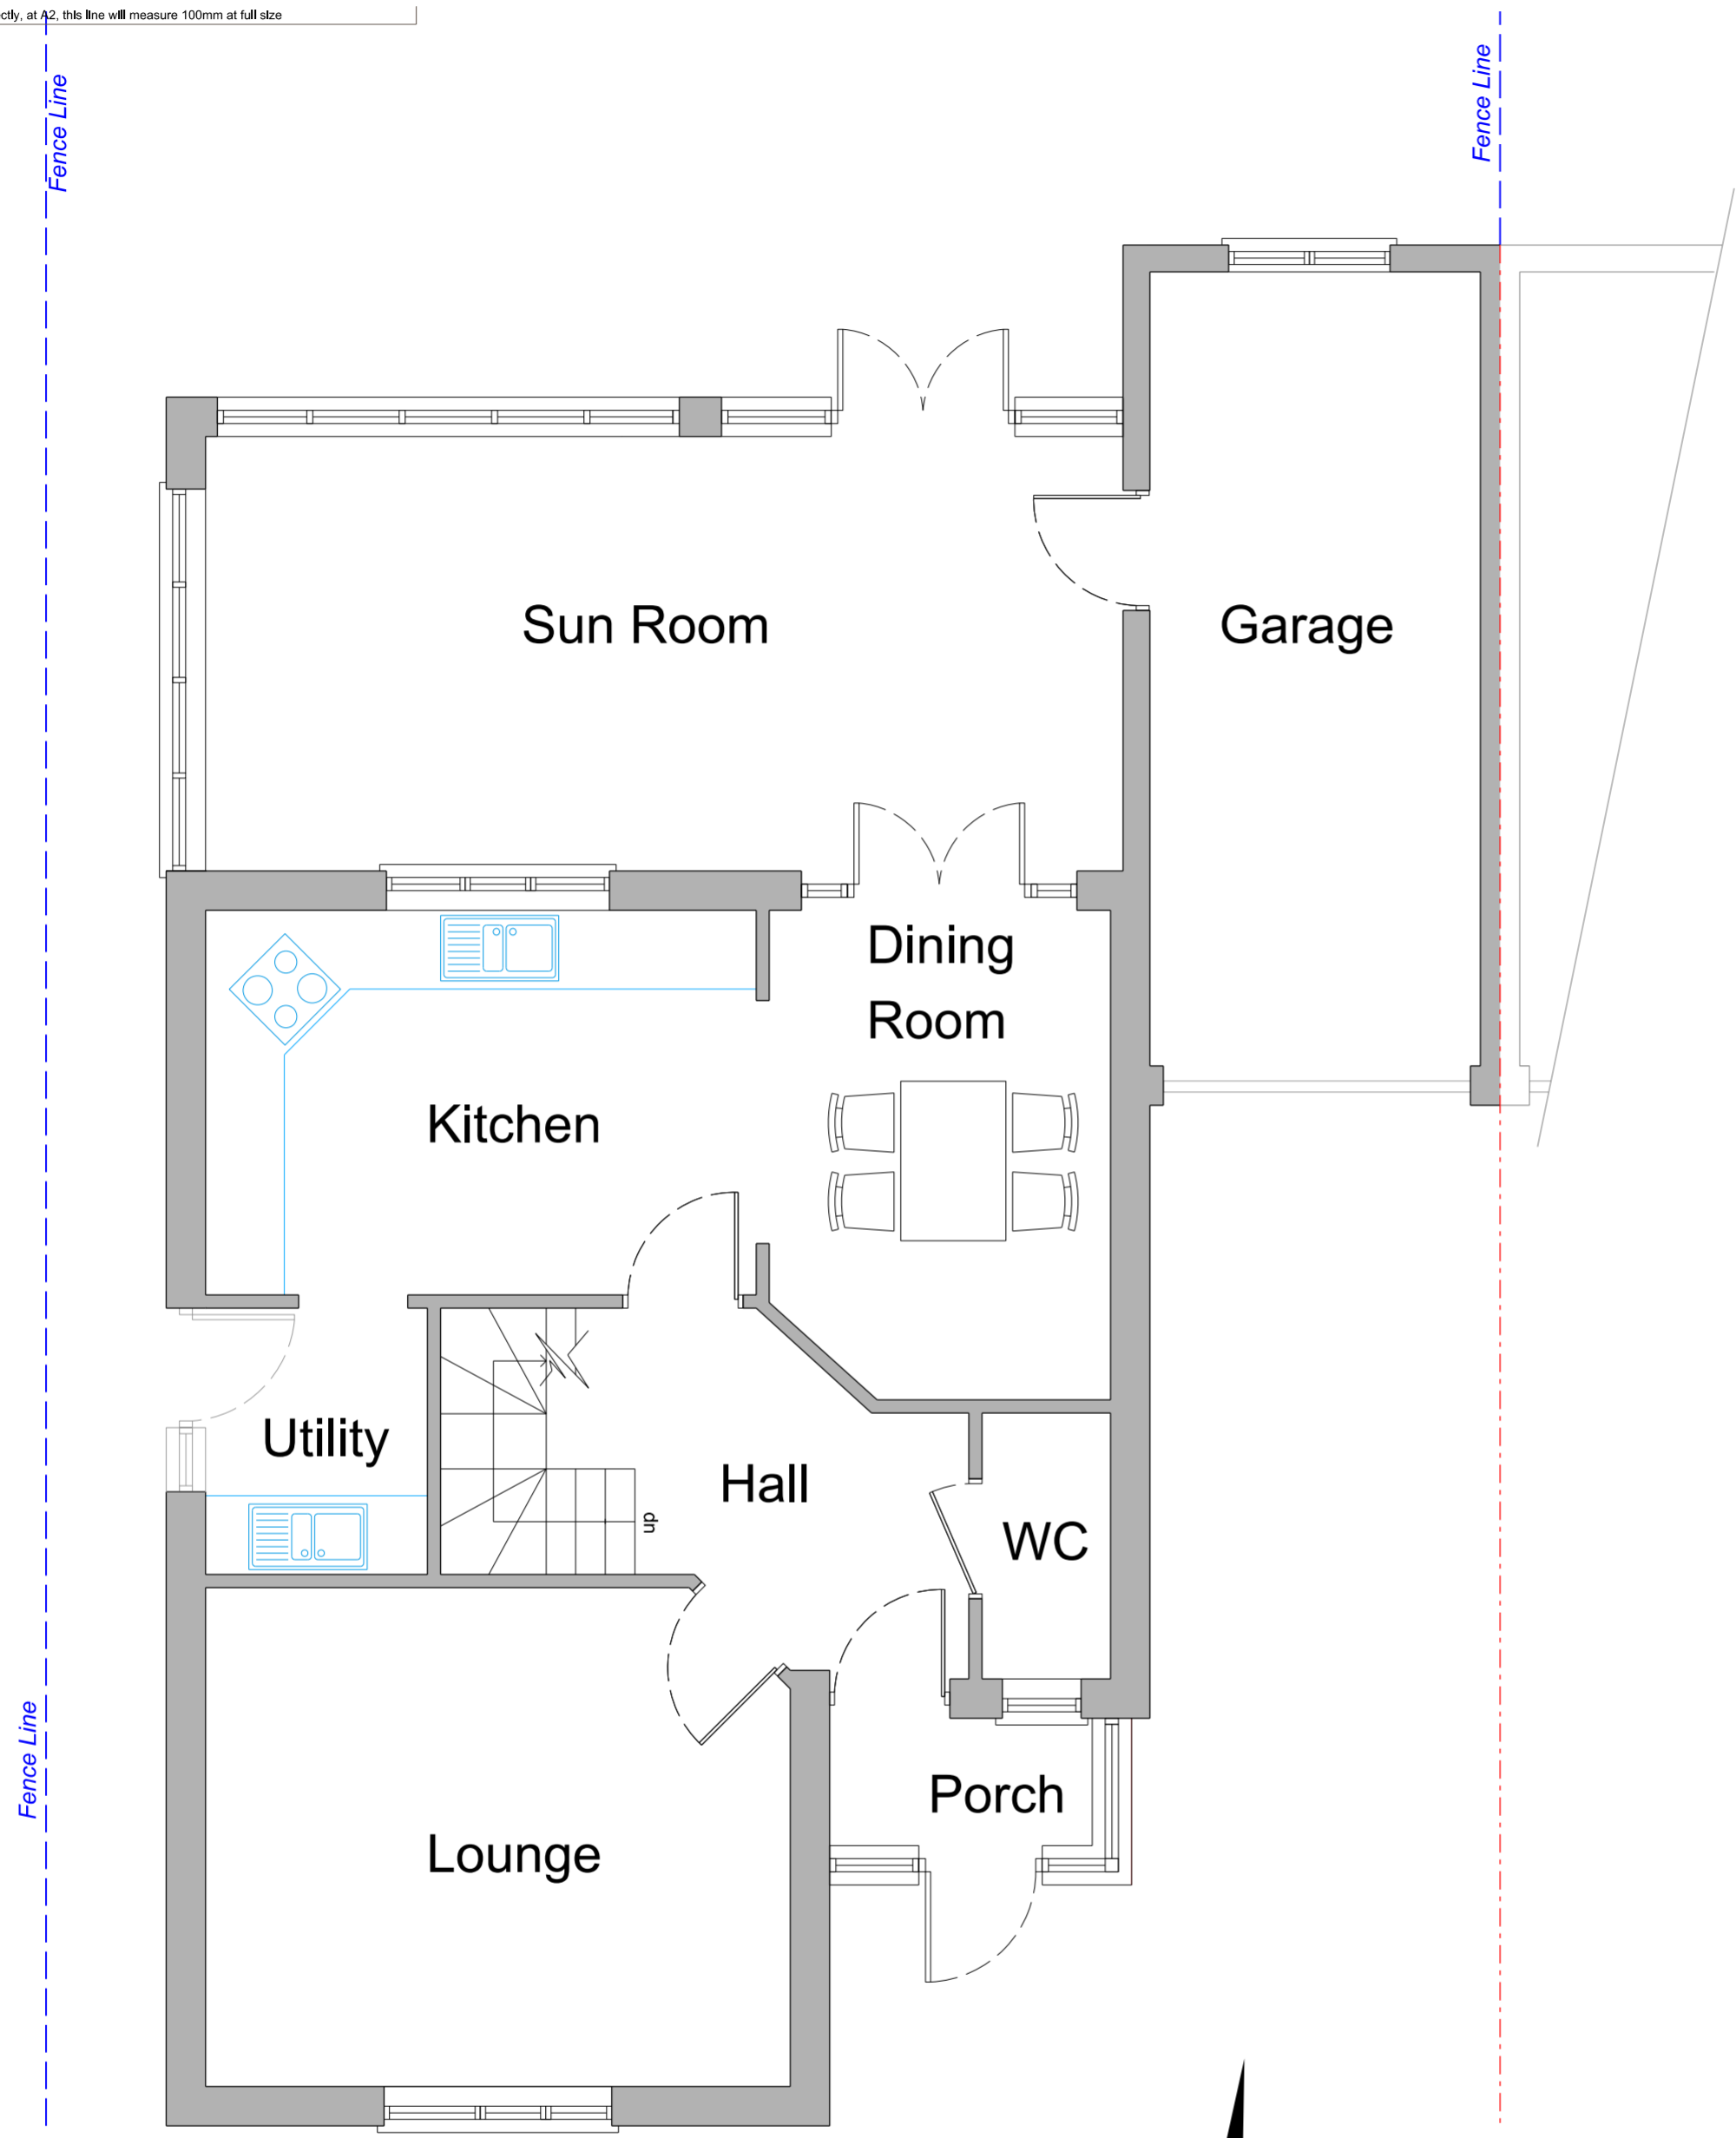 ctly, at A2, this line will measure 100mm at full size
Fence Line
Fence Line
Sun Room
Garage
Dining
Room
Kitchen
Utility
Hall
up
WC
Porch
Fence Line
Lounge